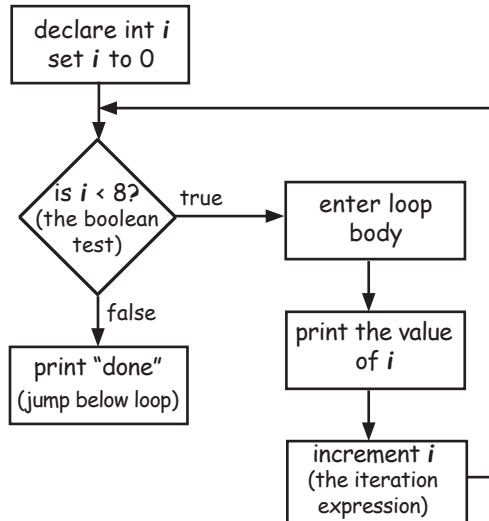 declare int i
set i to 0
is i < 8?
(the boolean
test)
true
enter loop
body
false
print the value
of i
print “done”
(jump below loop)
increment i
(the iteration
expression)